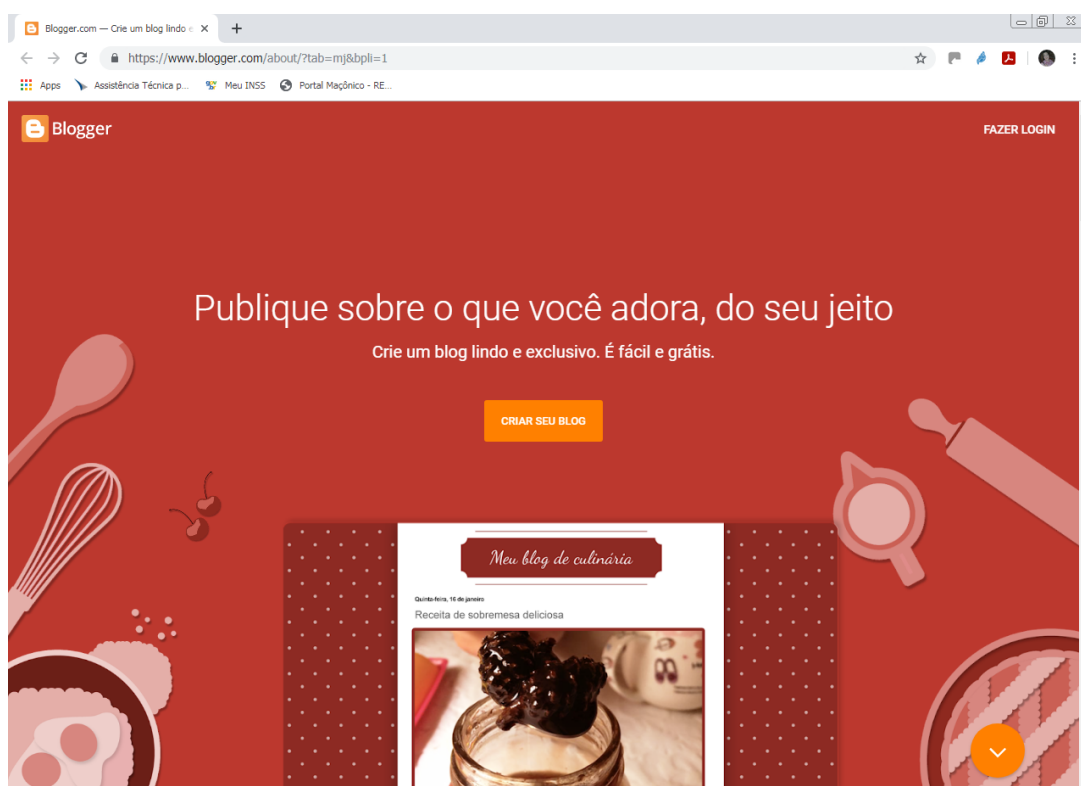 Blogger.com — Crie um blog lindo e
https://www.blogger.com/about/?tab=mj&bpli=1
Apps Assistência Técnica p... Meu INSS Portal Maçônico - RE...
Blogger FAZER LOGIN
Publique sobre o que você adora, do seu jeito
Crie um blog lindo e exclusivo. É fácil e grátis.
CRIAR SEU BLOG
Meu blog de culinária
Quinta-feira, 16 de janeiro
Receita de sobremesa deliciosa